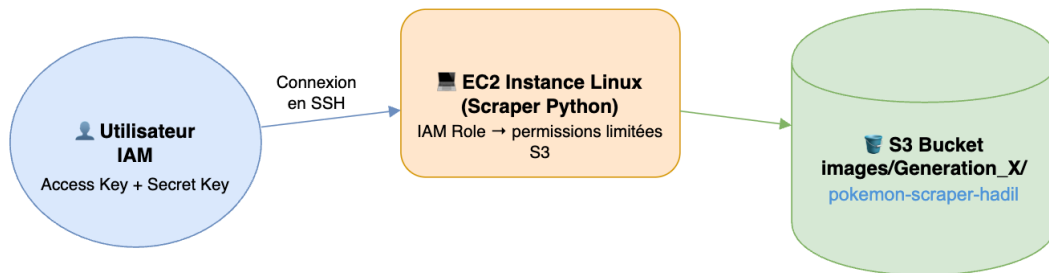 👤 Utilisateur
IAM
Access Key + Secret Key
Connexion
en SSH
💻 EC2 Instance Linux
(Scraper Python)
IAM Role → permissions limitées
S3
🪣 S3 Bucket
images/Generation_X/
pokemon-scraper-hadil